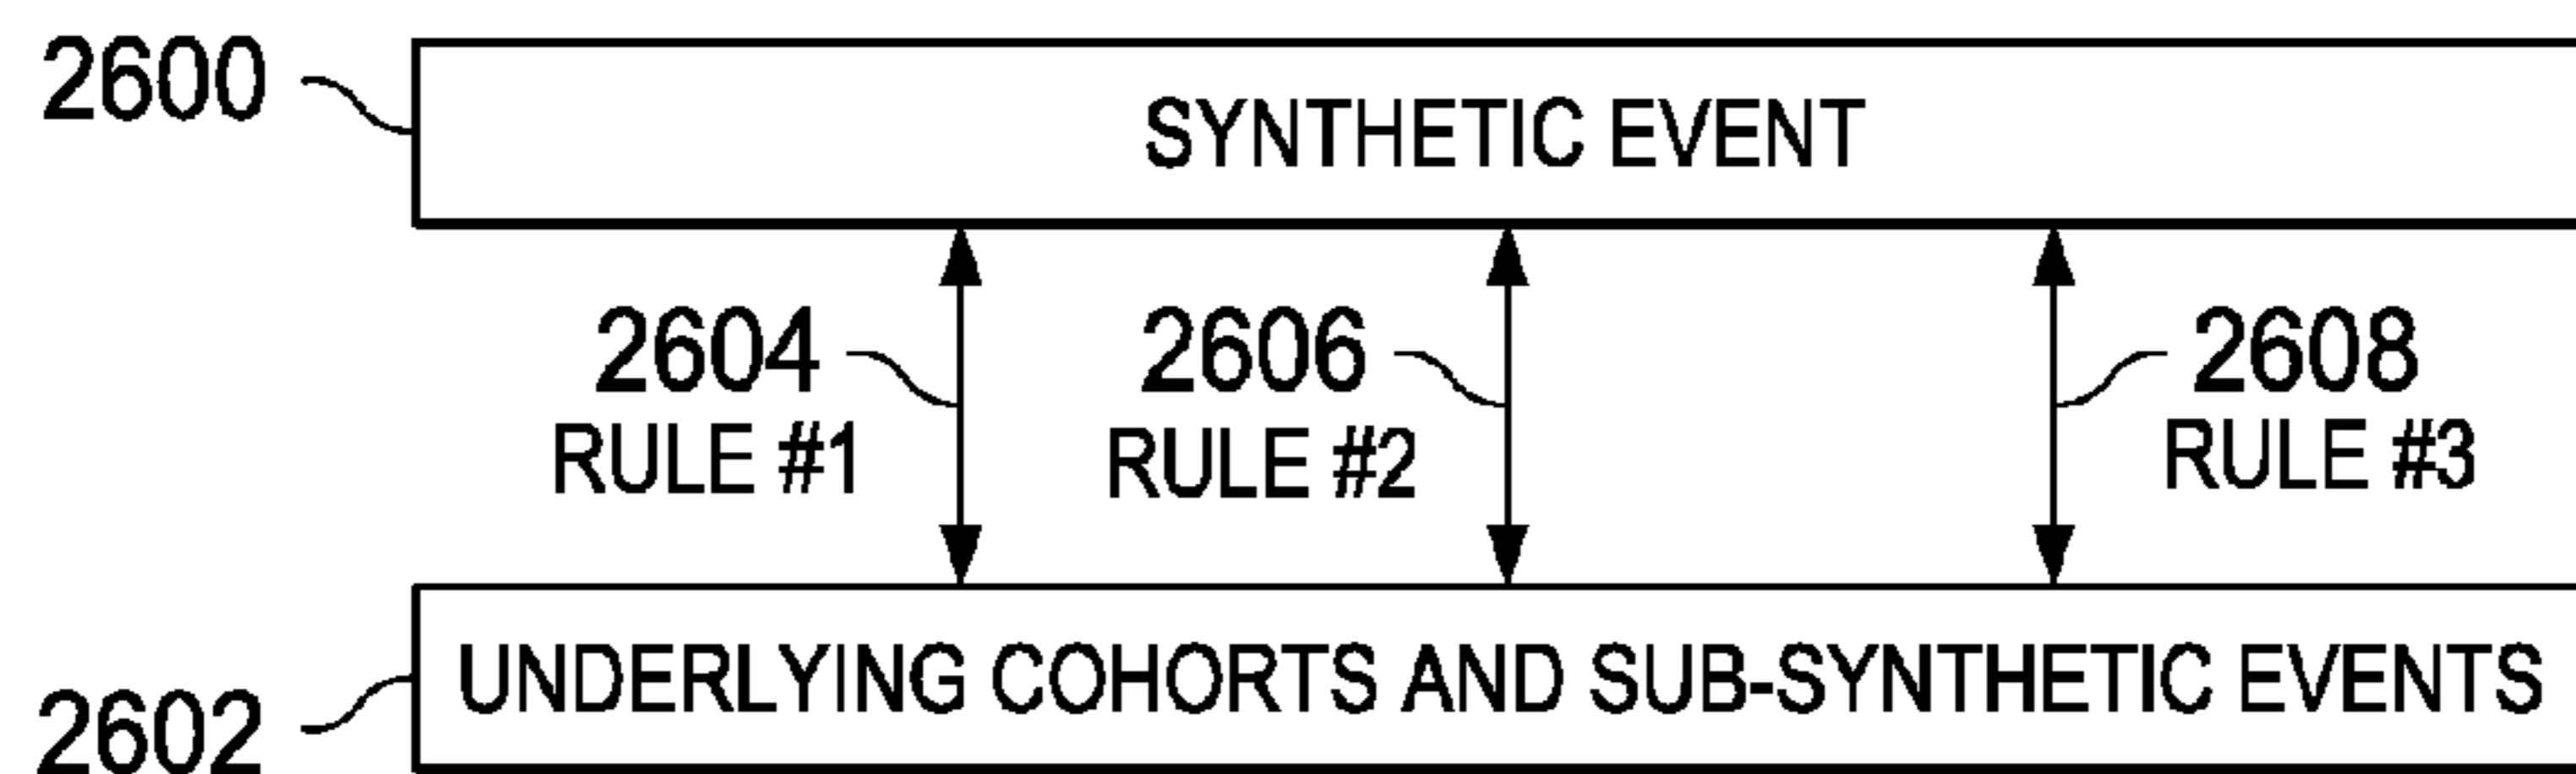 2600
SYNTHETIC EVENT
2604
RULE #1
2606
RULE #2
2608
RULE #3
2602
UNDERLYING COHORTS AND SUB-SYNTHETIC EVENTS